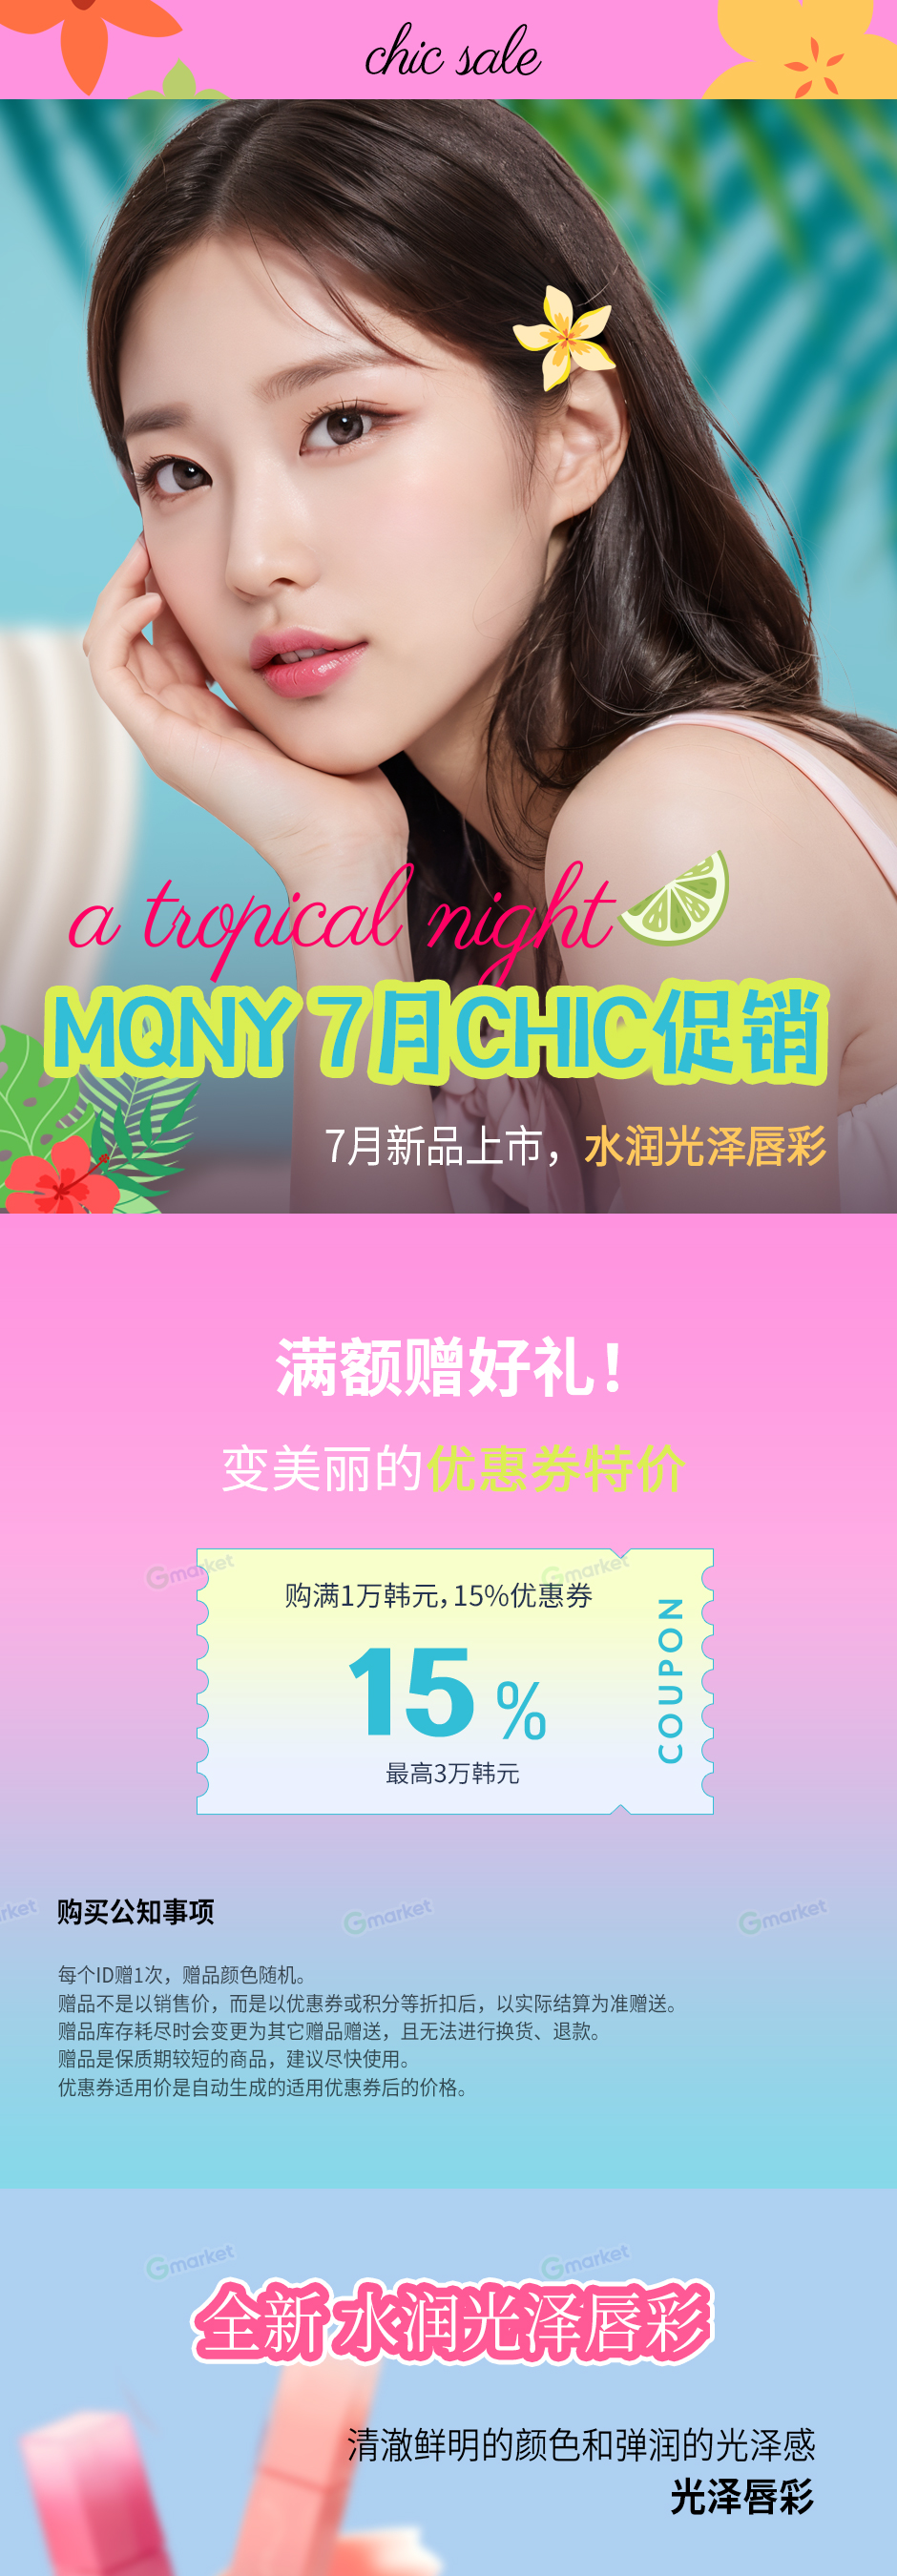 chic sale
a tropical night
MQNY 7月CHIC促销
7月新品上市，水润光泽唇彩
满额赠好礼！
变美丽的优惠券特价
Gmarket Gmarket
购满1万韩元，15%优惠券
15 %
COUPON
最高3万韩元
购买公知事项
rket Gmarket Gmarket
每个ID赠1次，赠品颜色随机。
赠品不是以销售价，而是以优惠券或积分等折扣后，以实际结算为准赠送。
赠品库存耗尽时会变更为其它赠品赠送，且无法进行换货、退款。
赠品是保质期较短的商品，建议尽快使用。
优惠券适用价是自动生成的适用优惠券后的价格。
Gmarket Gmarket
全新 水润光泽唇彩
清澈鲜明的颜色和弹润的光泽感
光泽唇彩